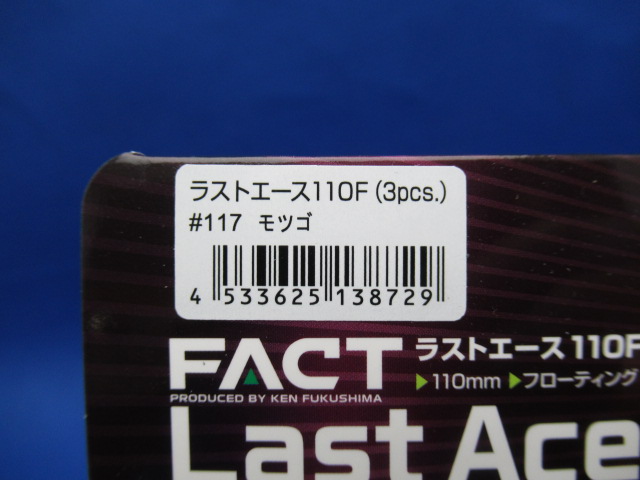 ラストエース110F (3pcs.)
#117 モツゴ
4 533625 138729
FACT ラストエース110F
PRODUCED BY KEN FUKUSHIMA ▶110mm ▶フローティング
Last Ace